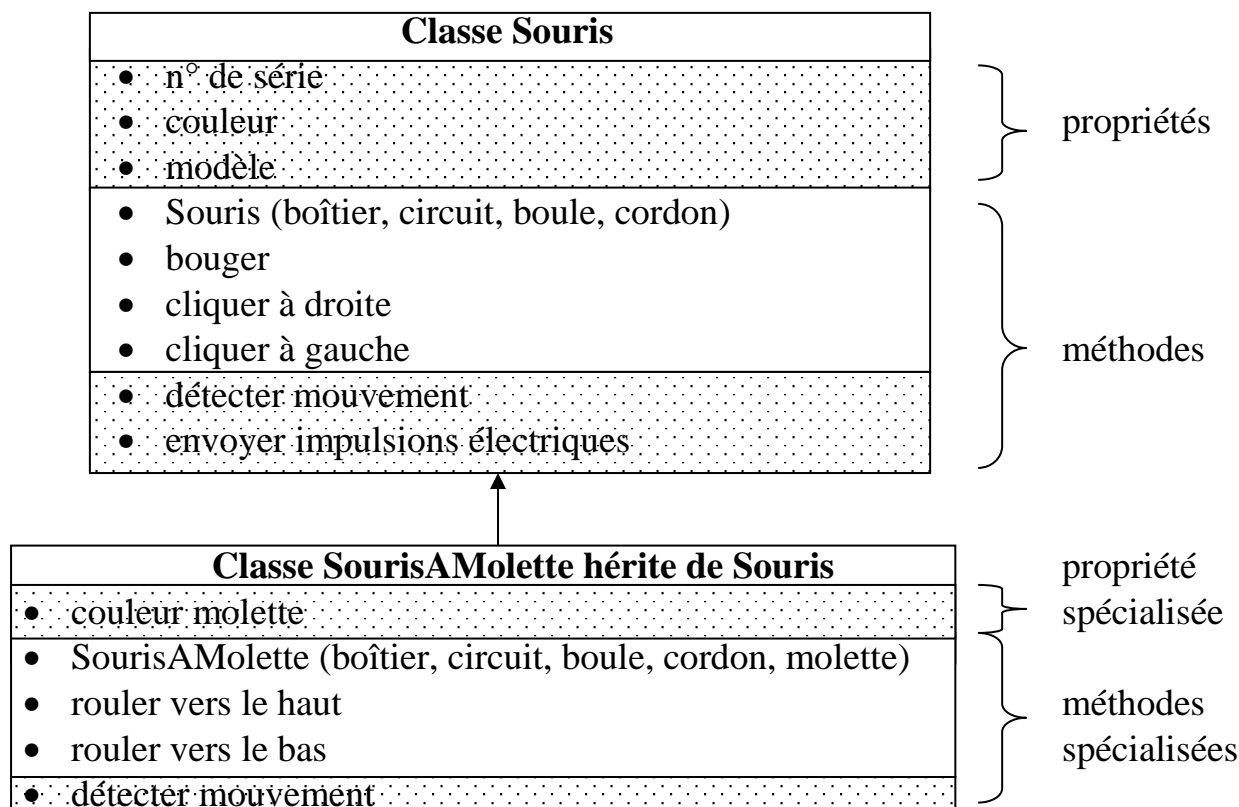 Classe Souris
• n° de série
• couleur
• modèle
propriétés
• Souris (boîtier, circuit, boule, cordon)
• bouger
• cliquer à droite
• cliquer à gauche
• détecter mouvement
• envoyer impulsions électriques
méthodes
Classe SourisAMolette hérite de Souris
• couleur molette
propriété
spécialisée
• SourisAMolette (boîtier, circuit, boule, cordon, molette)
• rouler vers le haut
• rouler vers le bas
• détecter mouvement
méthodes
spécialisées